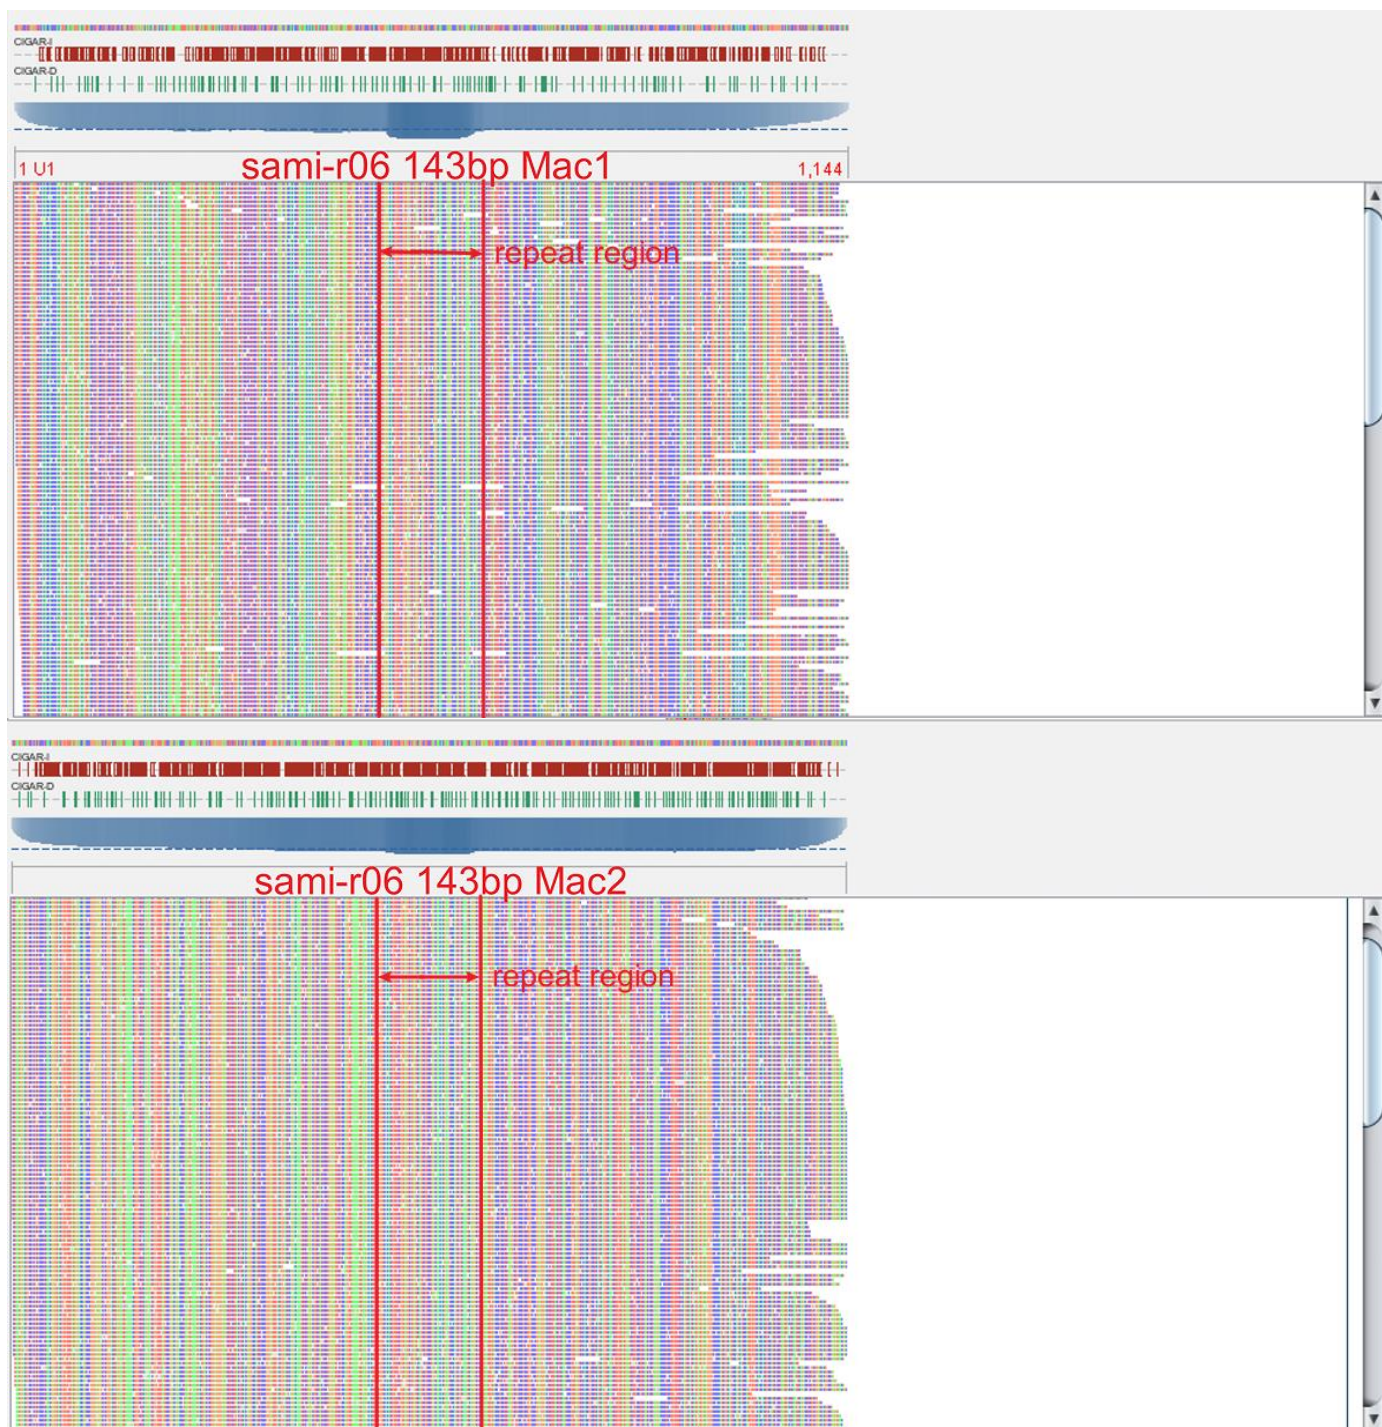 CIGAR-I
CIGAR-D
sami-r06 143bp Mac1
1 U1
1,144
repeat region
CIGAR-I
CIGAR-D
sami-r06 143bp Mac2
repeat region